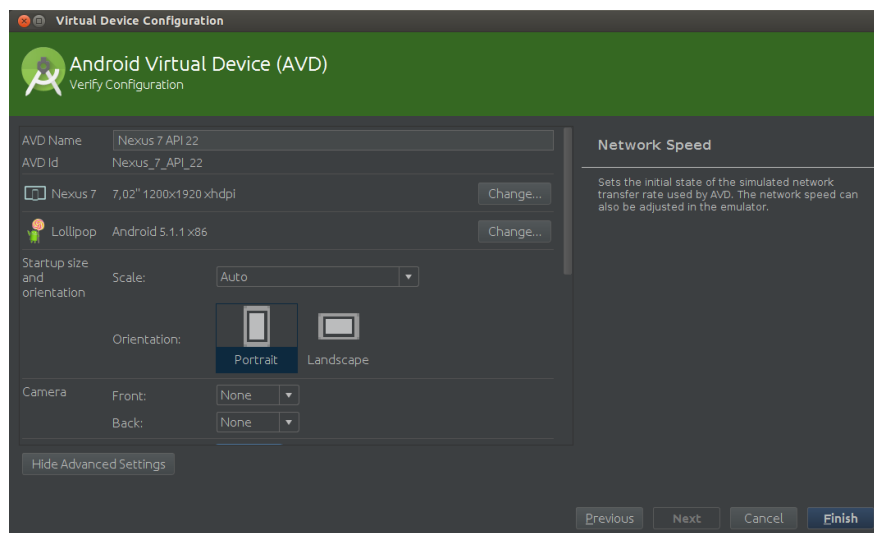 Virtual Device Configuration
Android Virtual Device (AVD)
Verify Configuration
AVD Name Nexus 7 API 22
AVD Id Nexus_7_API_22
Nexus 7 7,02" 1200x1920 xhdpi Change...
Lollipop Android 5.1.1 x86 Change...
Startup size
and
orientation
Scale: Auto
Orientation:
Portrait Landscape
Camera Front: None
Back: None
Hide Advanced Settings
Network Speed
Sets the initial state of the simulated network
transfer rate used by AVD. The network speed can
also be adjusted in the emulator.
Previous Next Cancel Finish